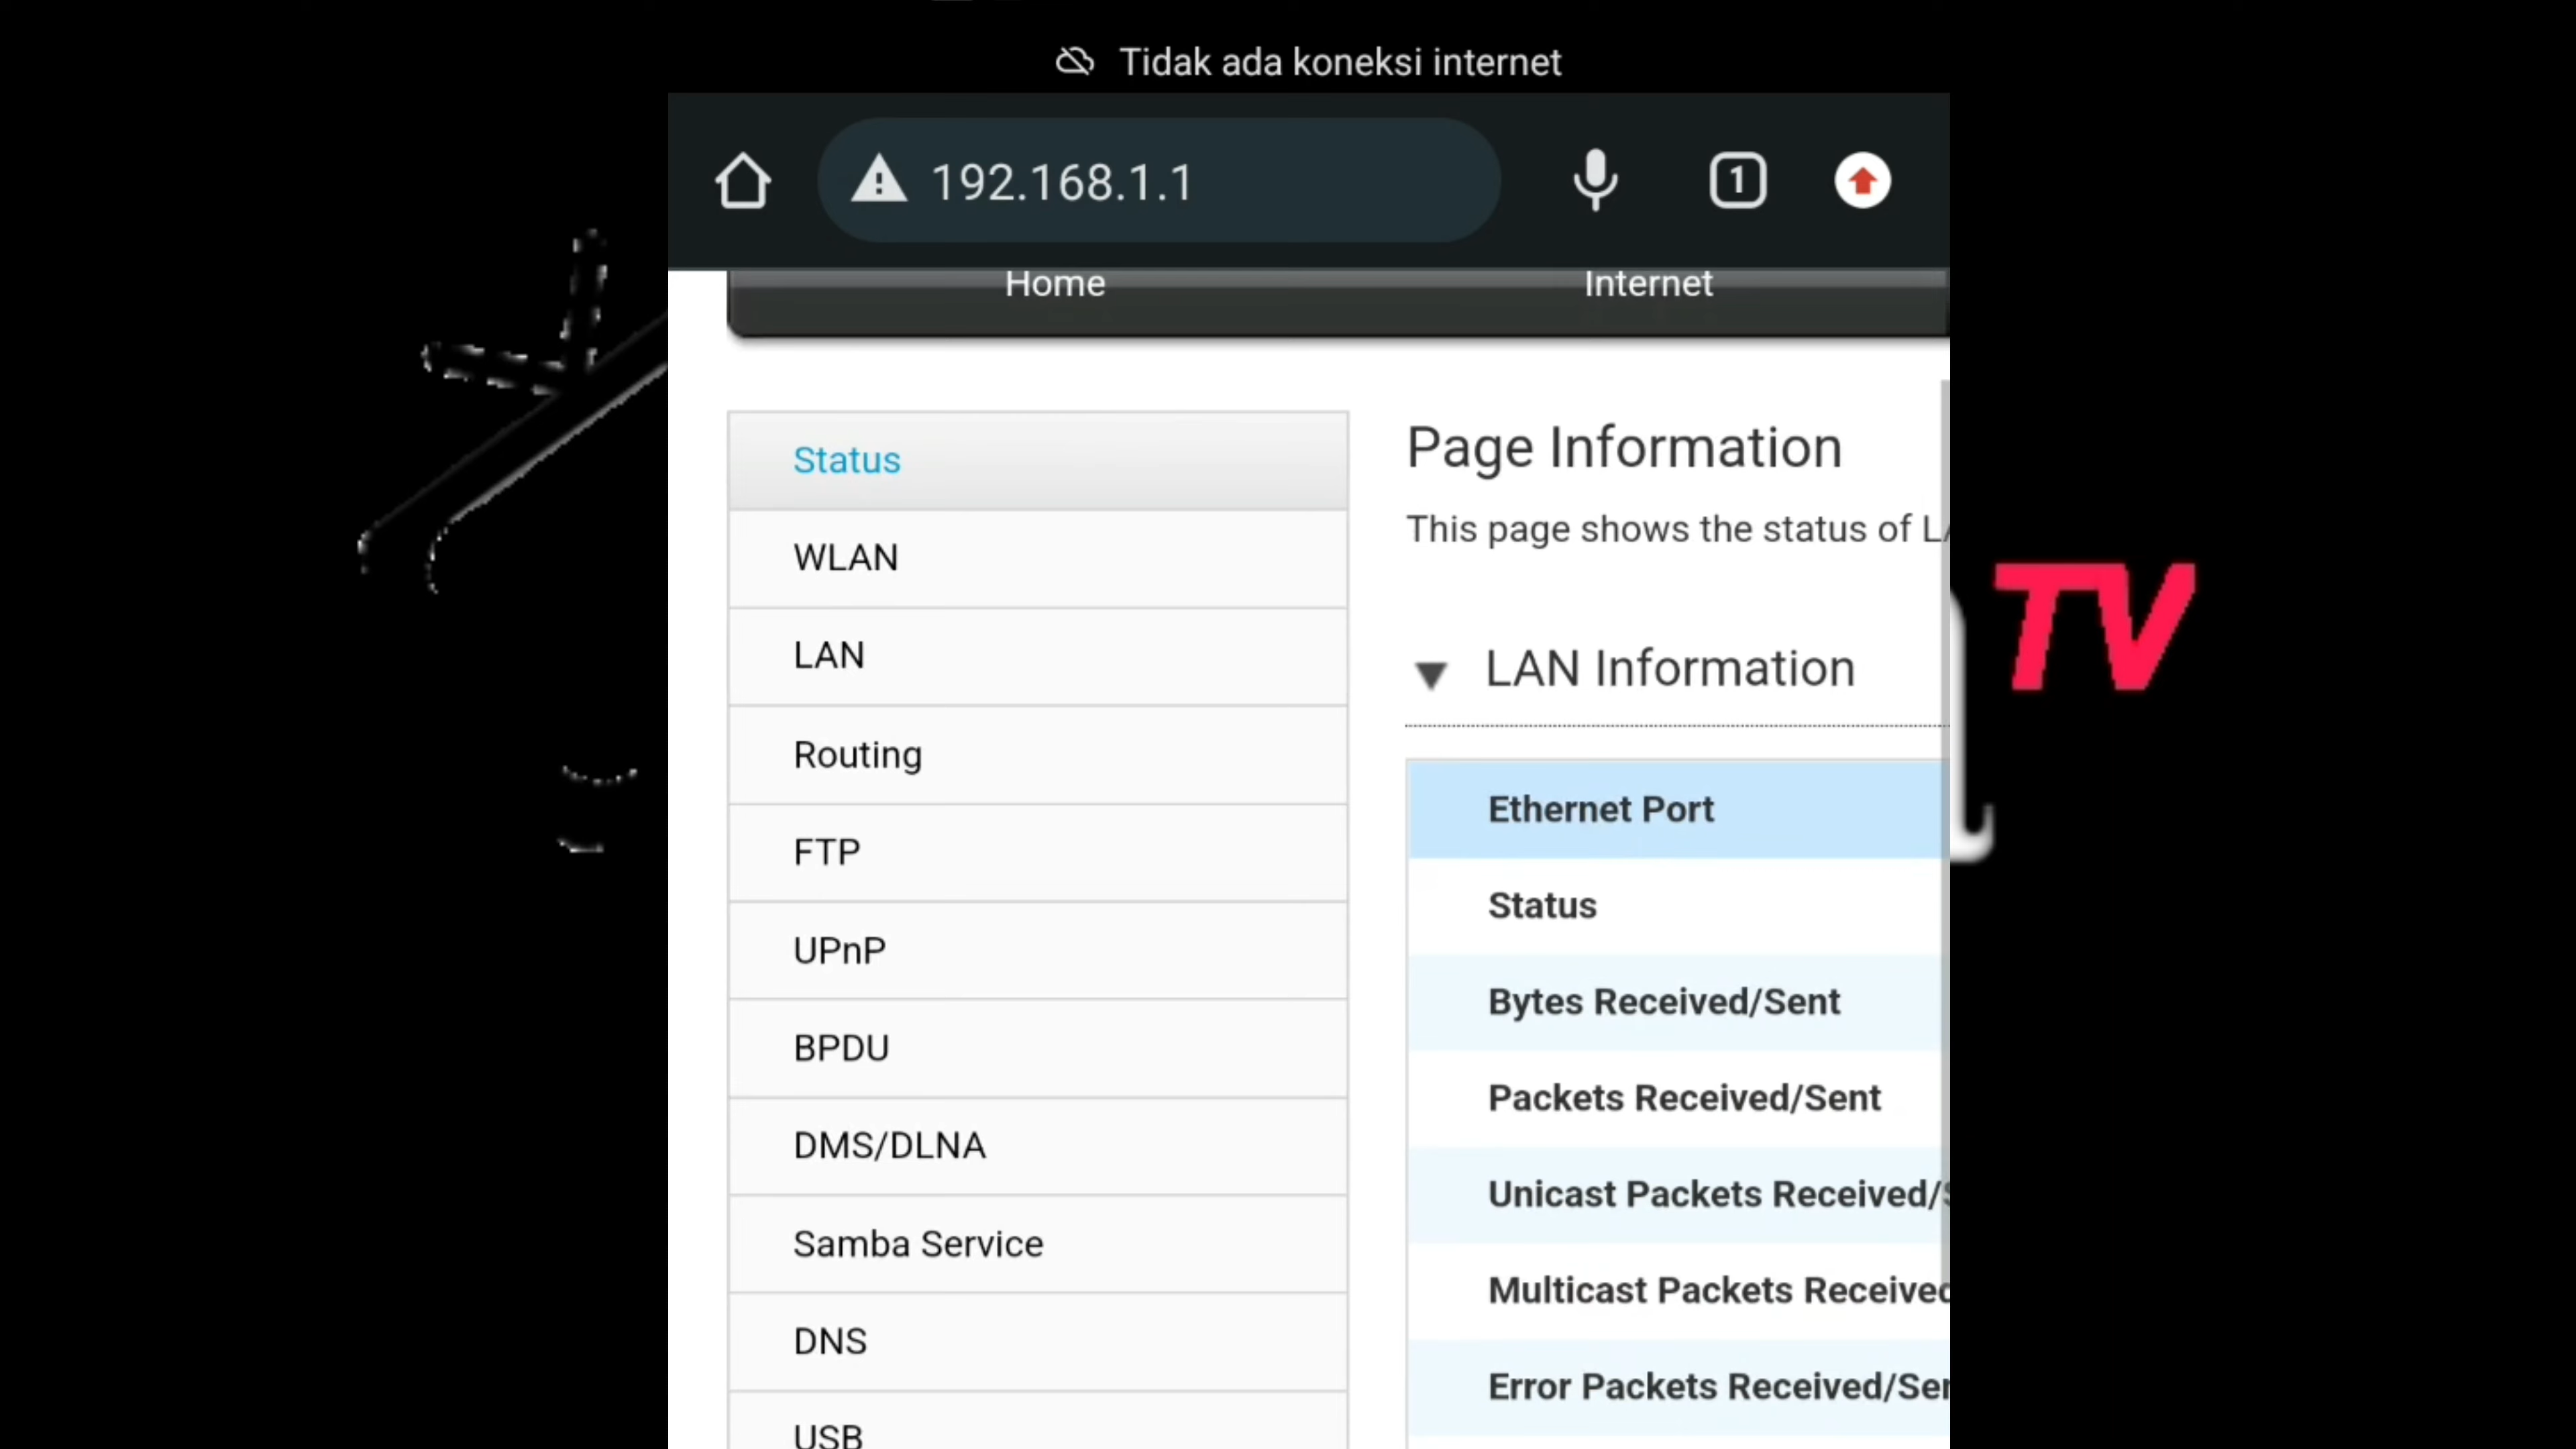 Tidak ada koneksi internet
192.168.1.1
1
Home
Internet
Status
WLAN
LAN
Routing
FTP
UPnP
BPDU
DMS/DLNA
Samba Service
DNS
USB
Page Information
This page shows the status of
LAN Information
Ethernet Port
Status
Bytes Received/Sent
Packets Received/Sent
Unicast Packets Received/
Multicast Packets Received
Error Packets Received/
TV